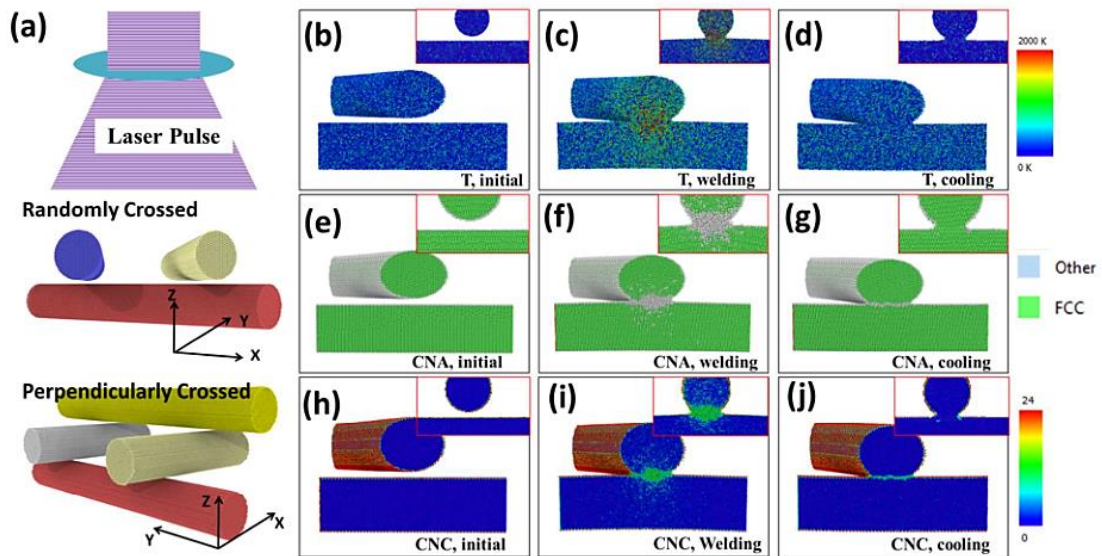 (a)
Laser Pulse
Randomly Crossed
Z
Y
X
Perpendicularly Crossed
Z
X
Y
(b)
T, initial
(c)
T, welding
(d)
T, cooling
2000 K
0 K
(e)
CNA, initial
(f)
CNA, welding
(g)
CNA, cooling
Other
FCC
(h)
CNC, initial
(i)
CNC, Welding
(j)
CNC, cooling
24
0